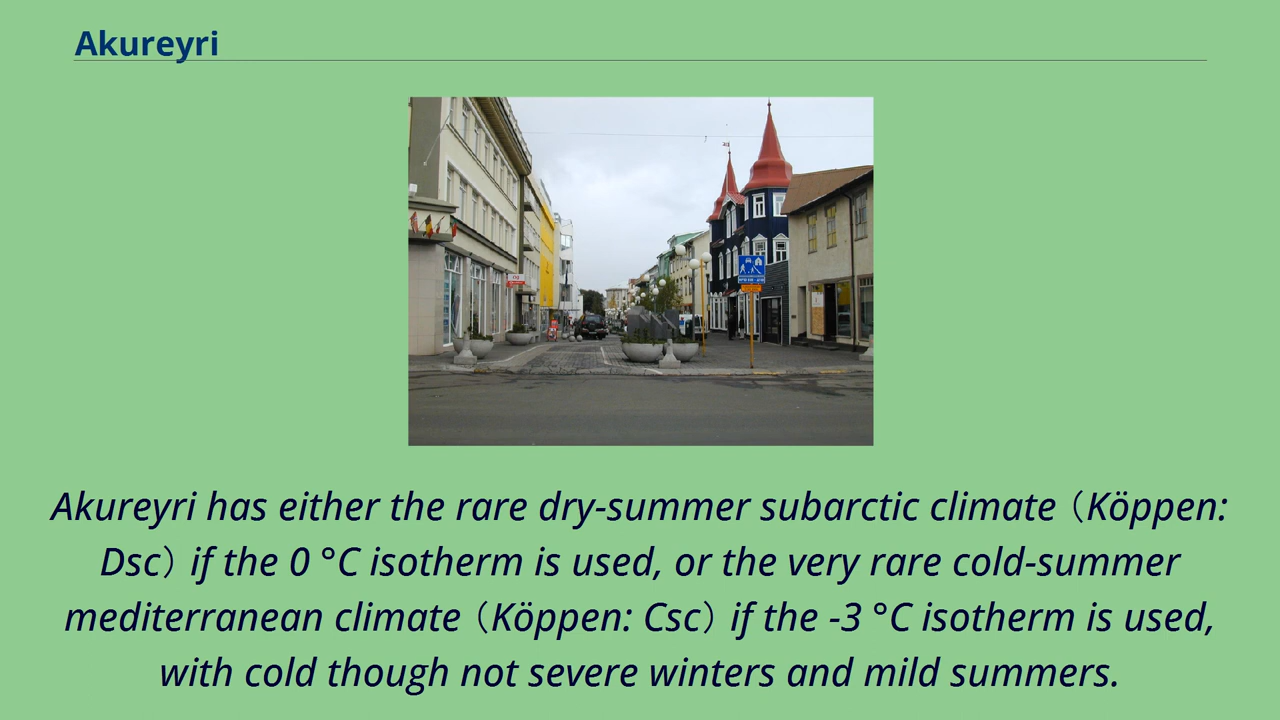 Akureyri
Akureyri has either the rare dry-summer subarctic climate（Köppen:
Dsc）if the 0 °C isotherm is used, or the very rare cold-summer
mediterranean climate（Köppen: Csc）if the -3 °C isotherm is used,
with cold though not severe winters and mild summers.